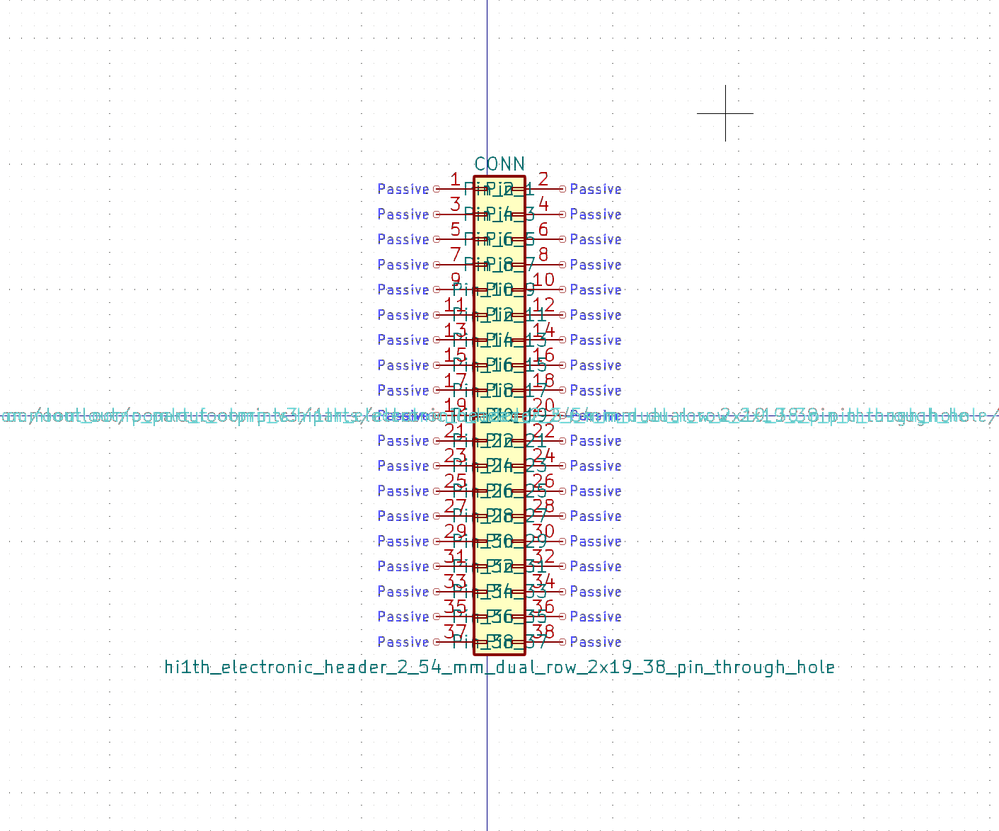 CONN
Passive 1 Pin_1 Pin_2 2 Passive
Passive 3 Pin_3 Pin_4 4 Passive
Passive 5 Pin_5 Pin_6 6 Passive
Passive 7 Pin_7 Pin_8 8 Passive
Passive 9 Pin_9 Pin_10 10 Passive
Passive 11 Pin_11 Pin_12 12 Passive
Passive 13 Pin_13 Pin_14 14 Passive
Passive 15 Pin_15 Pin_16 16 Passive
Passive 17 Pin_17 Pin_18 18 Passive
19 20
Passive 21 Pin_21 Pin_22 22 Passive
Passive 23 Pin_23 Pin_24 24 Passive
Passive 25 Pin_25 Pin_26 26 Passive
Passive 27 Pin_27 Pin_28 28 Passive
Passive 29 Pin_29 Pin_30 30 Passive
Passive 31 Pin_31 Pin_32 32 Passive
Passive 33 Pin_33 Pin_34 34 Passive
Passive 35 Pin_35 Pin_36 36 Passive
Passive 37 Pin_37 Pin_38 38 Passive
hi1th_electronic_header_2_54_mm_dual_row_2x19_38_pin_through_hole